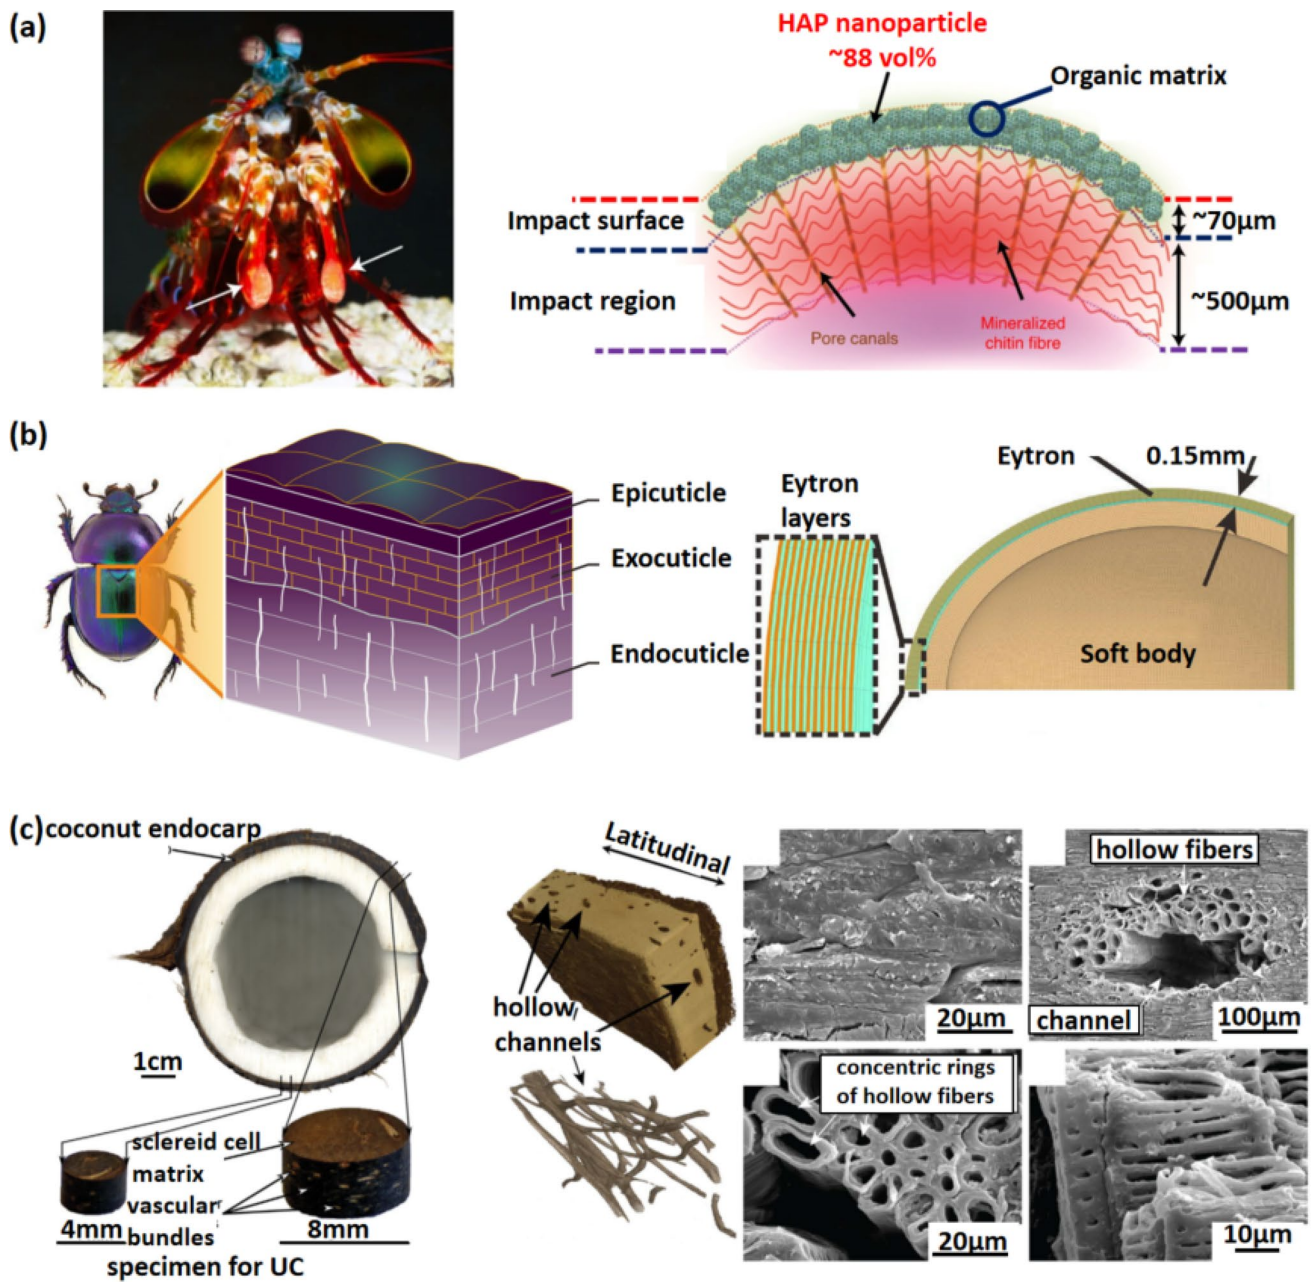 (a)
HAP nanoparticle
~88 vol%
Organic matrix
Impact surface
~70μm
Impact region
~500μm
Pore canals
Mineralized
chitin fibre
(b)
Epicuticle
Exocuticle
Endocuticle
Eytron
layers
Eytron
0.15mm
Soft body
(c)
coconut endocarp
1cm
sclereid cell
matrix
vascular
bundles
4mm
8mm
specimen for UC
Latitudinal
hollow
channels
20μm
hollow fibers
channel
100μm
concentric rings
of hollow fibers
20μm
10μm